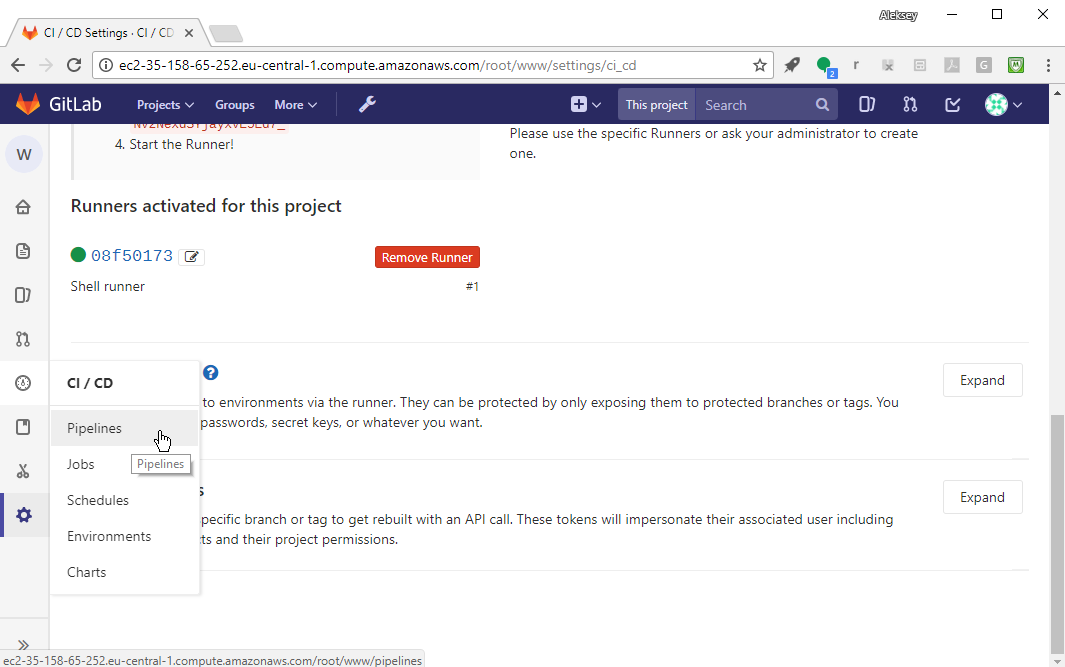 Aleksey
CI / CD Settings · CI / CD
ec2-35-158-65-252.eu-central-1.compute.amazonaws.com/root/www/settings/ci_cd
2
r
G
M
GitLab
Projects
Groups
More
This project
Search
W
4. Start the Runner!
Please use the specific Runners or ask your administrator to create
one.
Runners activated for this project
08f50173
Remove Runner
Shell runner
#1
CI / CD
?
Expand
to environments via the runner. They can be protected by only exposing them to protected branches or tags. You
passwords, secret keys, or whatever you want.
Pipelines
Pipelines
Jobs
Schedules
Environments
Charts
s
Expand
pecific branch or tag to get rebuilt with an API call. These tokens will impersonate their associated user including
ts and their project permissions.
ec2-35-158-65-252.eu-central-1.compute.amazonaws.com/root/www/pipelines